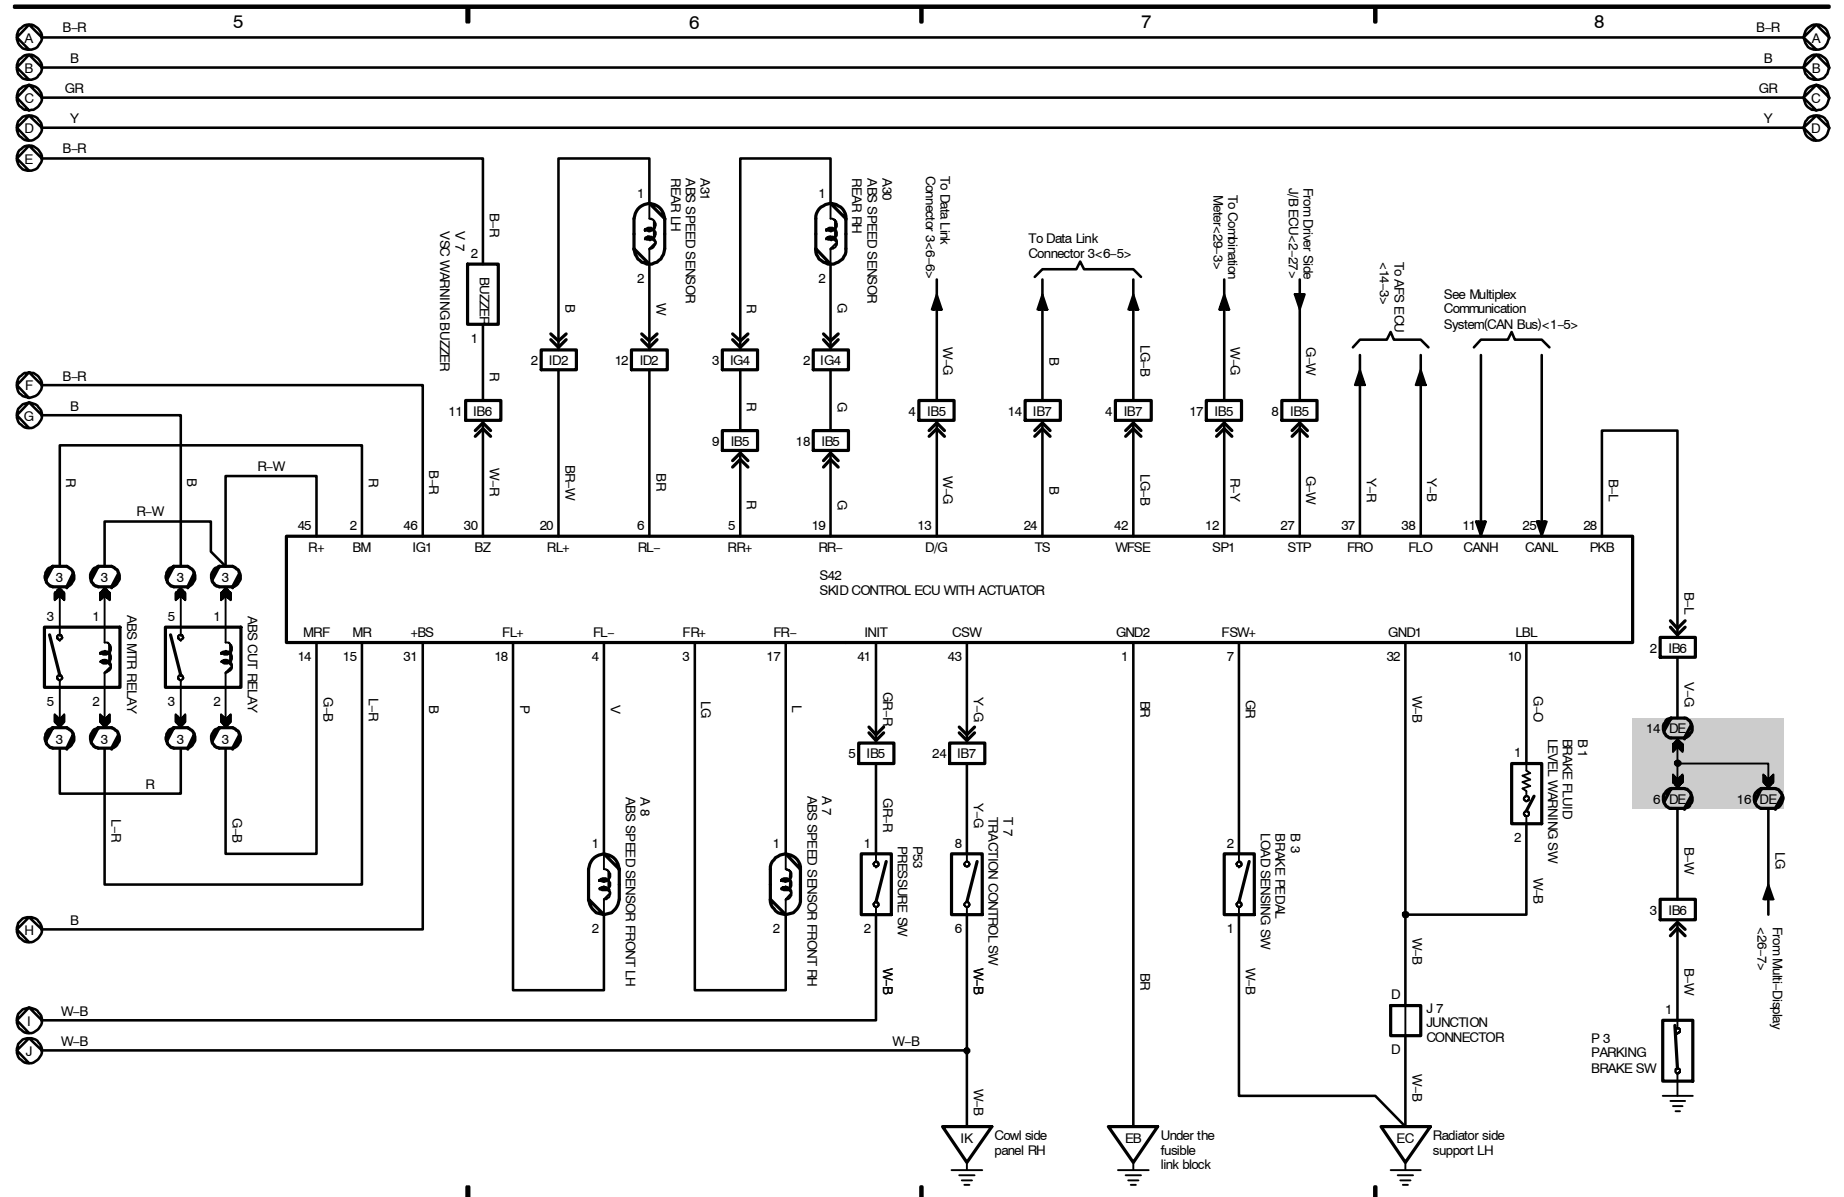 5 6 7 8
A B-R B-R A
B B B B
C GR GR C
D Y Y D
E B-R
B-R
2
V 7
VSC WARNING BUZZER
BUZZER
1
R
11 IB6
W-R
B
2 ID2
BR-W
1
A31
ABS SPEED SENSOR
REAR LH
2
W
12 ID2
BR
R
3 IG4
R
9 IB5
R
1
A30
ABS SPEED SENSOR
REAR RH
2
G
2 IG4
G
18 IB5
G
To Data Link
Connector 3<6-6>
W-G
4 IB5
W-G
To Data Link
Connector 3<6-5>
B
14 IB7
B
LG-B
4 IB7
LG-B
To Combination
Meter<29-3>
W-G
17 IB5
R-Y
From Driver Side
J/B ECU<2-27>
G-W
8 IB5
G-W
To AFS ECU
<14-3>
Y-R
Y-B
See Multiplex
Communication
System(CAN Bus)<1-5>
B-L
F B-R
G B
R-W
R B R B-R
R-W
45 2 46 30 20 6 5 19 13 24 42 12 27 37 38 11 25 28
R+ BM IG1 BZ RL+ RL- RR+ RR- D/G TS WFSE SP1 STP FRO FLO CANH CANL PKB
S42
SKID CONTROL ECU WITH ACTUATOR
MRF MR +BS FL+ FL- FR+ FR- INIT CSW GND2 FSW+ GND1 LBL
14 15 31 18 4 3 17 41 43 1 7 32 10
3 3 3 3
3 1 5 1
ABS MTR RELAY
ABS CUT RELAY
5 2 3 2
3 3 3 3
R
L-R
G-B
G-B L-R B
P V
1
A 8
ABS SPEED SENSOR FRONT LH
2
LG L
1
A 7
ABS SPEED SENSOR FRONT RH
2
GR-R
5 IB5
GR-R
1
P53
PRESSURE SW
2
W-B
Y-G
24 IB7
Y-G
8
T 7
TRACTION CONTROL SW
6
W-B
BR
BR
GR
2
B 3
BRAKE PEDAL
LOAD SENSING SW
1
W-B
W-B
G-O
1
B 1
BRAKE FLUID
LEVEL WARNING SW
2
W-B
W-B
D
J 7
JUNCTION
CONNECTOR
D
W-B
B-L
2 IB6
V-G
14 DE
6 DE 16 DE
B-W
LG
3 IB6
From Multi-Display
<26-7>
B-W
1
P 3
PARKING
BRAKE SW
H B
I W-B
J W-B W-B
W-B
IK Cowl side
panel RH
EB Under the
fusible
link block
EC Radiator side
support LH